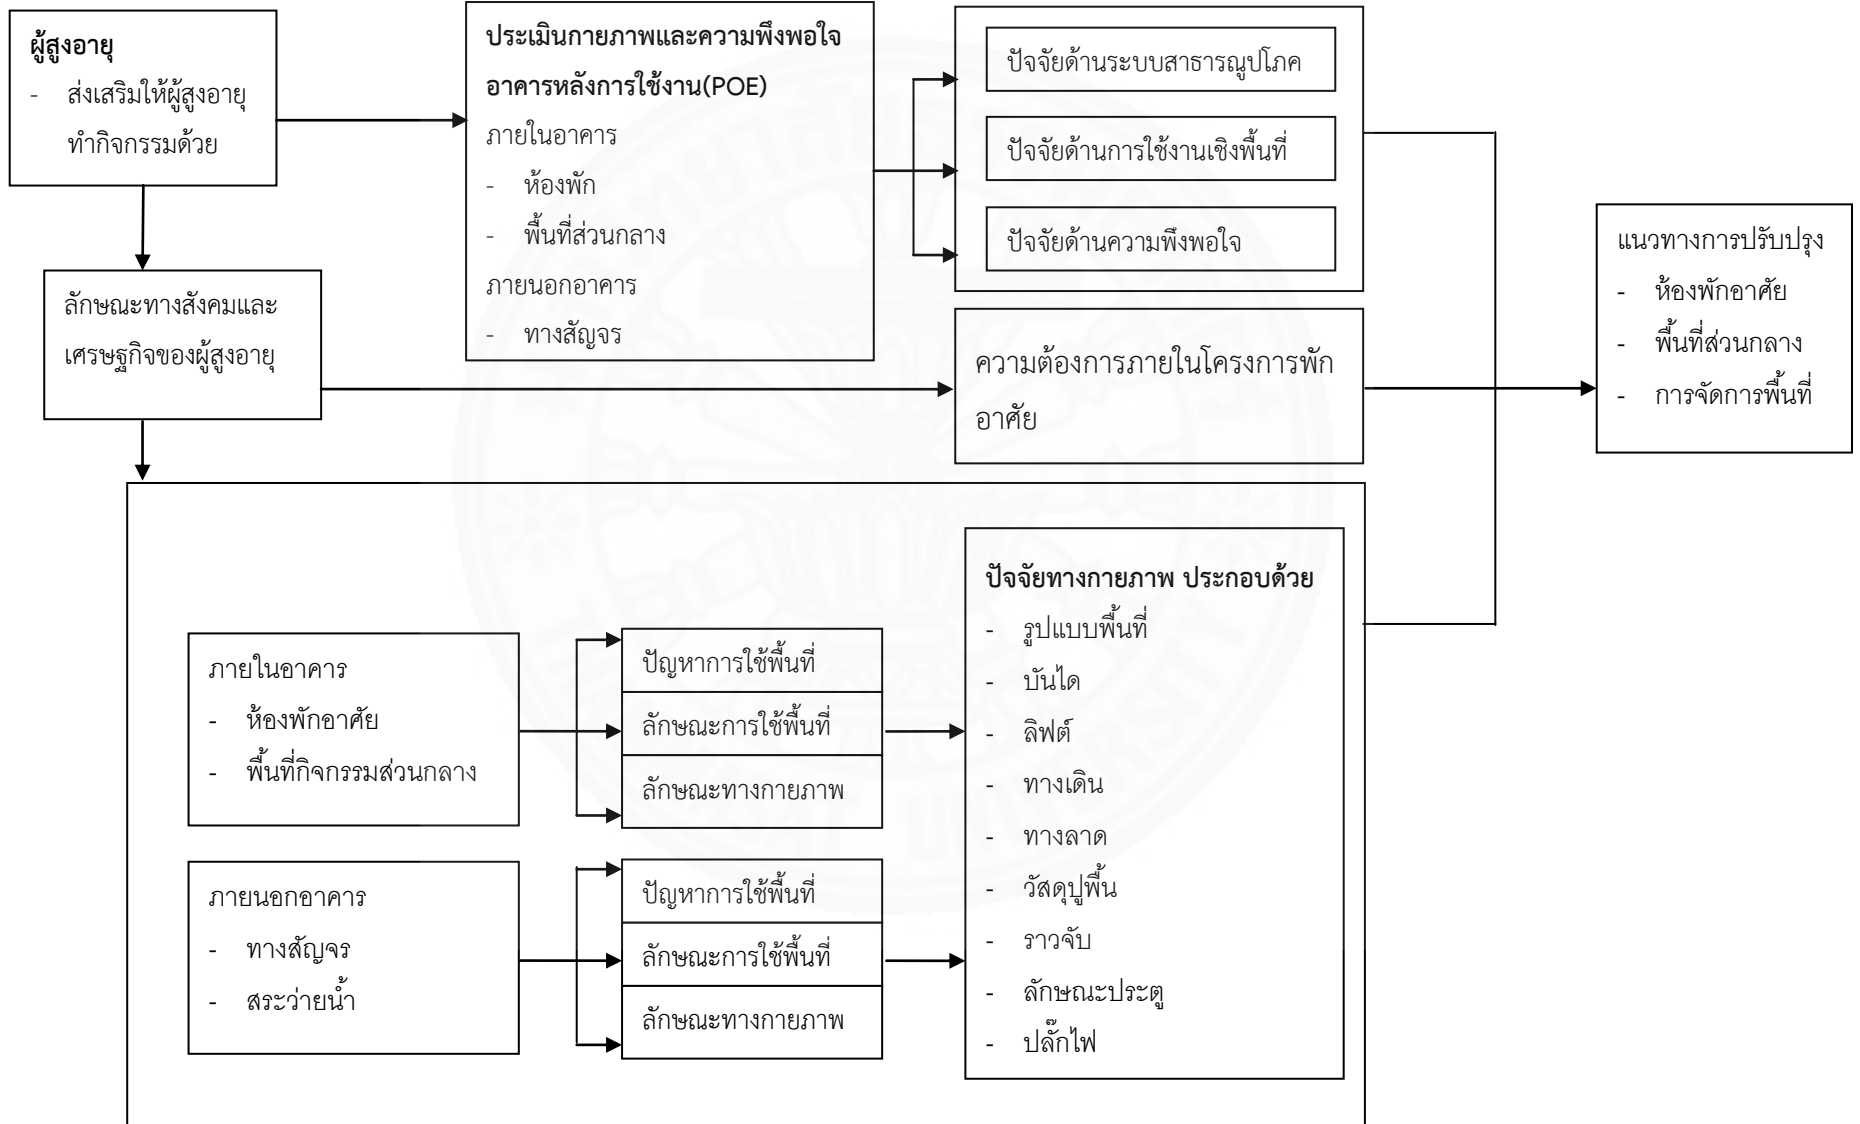 ผู้สูงอายุ
- ส่งเสริมให้ผู้สูงอายุ
ทำกิจกรรมด้วย
ประเมินกายภาพและความพึงพอใจ
อาคารหลังการใช้งาน(POE)
ภายในอาคาร
- ห้องพัก
- พื้นที่ส่วนกลาง
ภายนอกอาคาร
- ทางสัญจร
ปัจจัยด้านระบบสาธารณูปโภค
ปัจจัยด้านการใช้งานเชิงพื้นที่
ปัจจัยด้านความพึงพอใจ
ลักษณะทางสังคมและ
เศรษฐกิจของผู้สูงอายุ
ความต้องการภายในโครงการพัก
อาศัย
แนวทางการปรับปรุง
- ห้องพักอาศัย
- พื้นที่ส่วนกลาง
- การจัดการพื้นที่
ภายในอาคาร
- ห้องพักอาศัย
- พื้นที่กิจกรรมส่วนกลาง
ปัญหาการใช้พื้นที่
ลักษณะการใช้พื้นที่
ลักษณะทางกายภาพ
ภายนอกอาคาร
- ทางสัญจร
- สระว่ายน้ำ
ปัญหาการใช้พื้นที่
ลักษณะการใช้พื้นที่
ลักษณะทางกายภาพ
ปัจจัยทางกายภาพ ประกอบด้วย
- รูปแบบพื้นที่
- บันได
- ลิฟต์
- ทางเดิน
- ทางลาด
- วัสดุปูพื้น
- ราวจับ
- ลักษณะประตู
- ปลั๊กไฟ